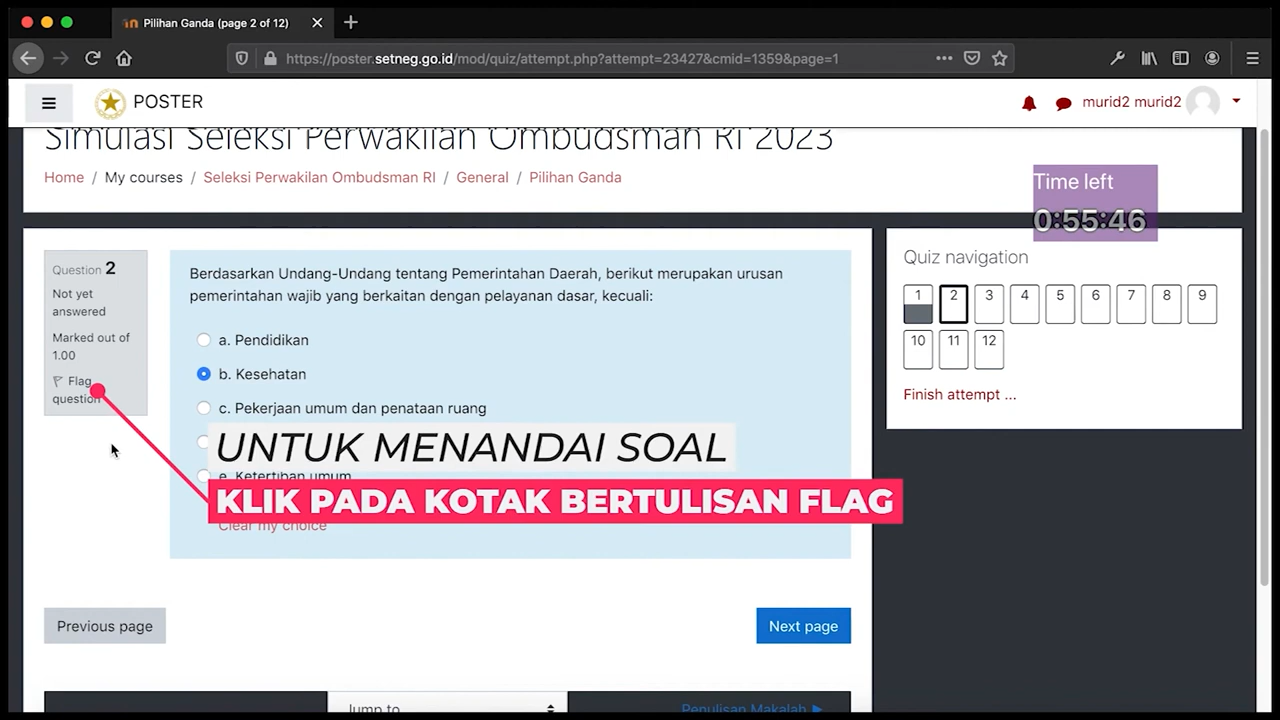 Pilihan Ganda (page 2 of 12)
https://poster.setneg.go.id/mod/quiz/attempt.php?attempt=23427&cmid=1359&page=1
POSTER
murid2 murid2
Simulasi Seleksi Perwakilan Ombudsman RI 2023
Home / My courses / Seleksi Perwakilan Ombudsman RI / General / Pilihan Ganda
Time left
0:55:46
Question 2
Not yet
answered
Marked out of
1.00
Flag
question
Berdasarkan Undang-Undang tentang Pemerintahan Daerah, berikut merupakan urusan
pemerintahan wajib yang berkaitan dengan pelayanan dasar, kecuali:
a. Pendidikan
b. Kesehatan
c. Pekerjaan umum dan penataan ruang
UNTUK MENANDAI SOAL
e. Ketertiban umum
KLIK PADA KOTAK BERTULISAN FLAG
Clear my choice
Quiz navigation
1 2 3 4 5 6 7 8 9
10 11 12
Finish attempt ...
Previous page
Next page
Jump to
Penulisan Makalah